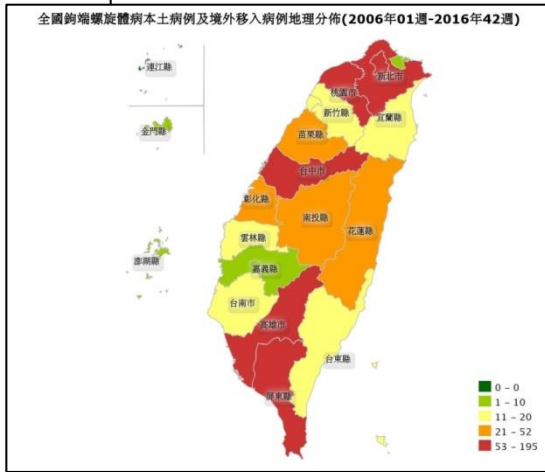 全國鉤端螺旋體病本土病例及境外移入病例地理分佈(2006年01週-2016年42週)
連江縣
新北市
桃園市
新竹縣
宜蘭縣
金門縣
苗栗縣
台中市
彰化縣
南投縣
花蓮縣
雲林縣
澎湖縣
嘉義縣
台南市
高雄市
台東縣
屏東縣
0 - 0
1 - 10
11 - 20
21 - 52
53 - 195